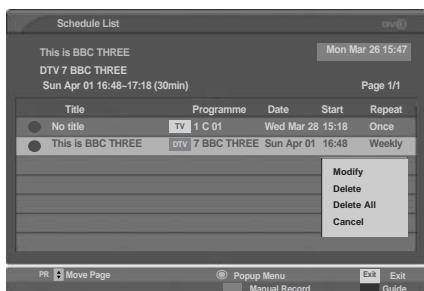 Schedule List
This is BBC THREE Mon Mar 26 15:47
DTV 7 BBC THREE
Sun Apr 01 16:48~17:18 (30min) Page 1/1
Title Programme Date Start Repeat
No title TV 1 C 01 Wed Mar 28 15:18 Once
This is BBC THREE DTV 7 BBC THREE Sun Apr 01 16:48 Weekly
Modify
Delete
Delete All
Cancel
PR Move Page Popup Menu Exit Exit
Manual Record Guide